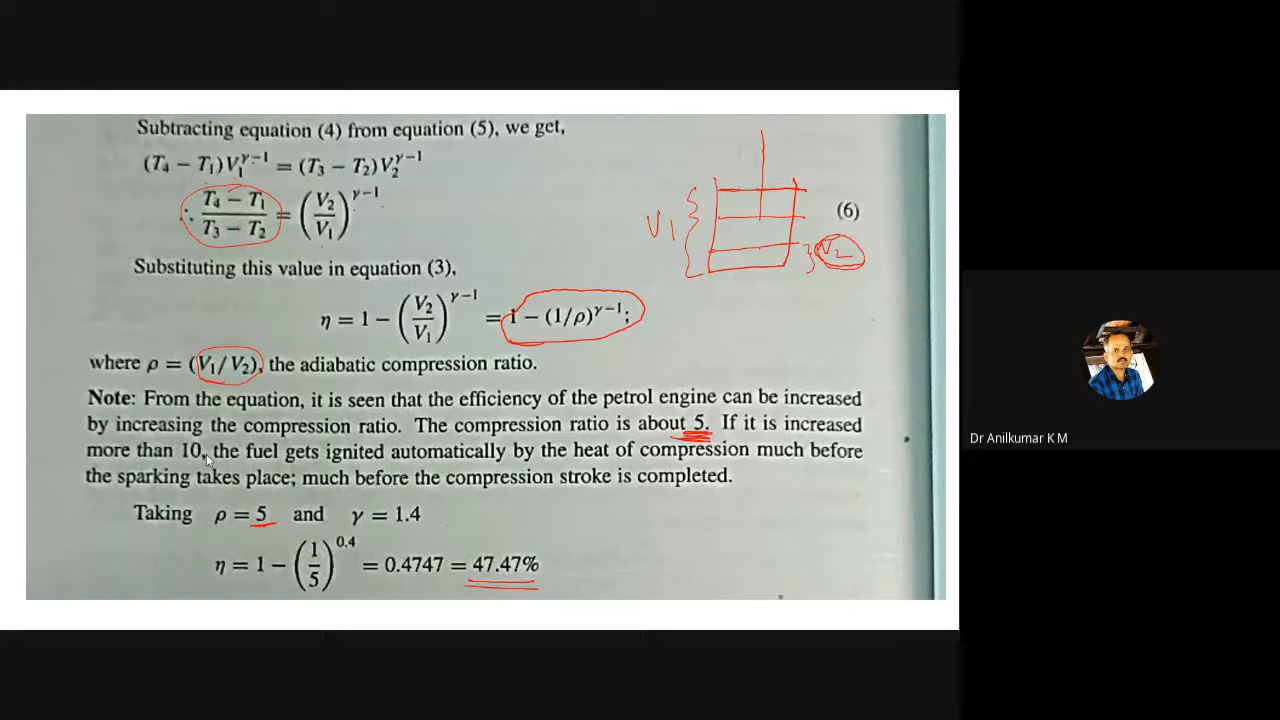 Subtracting equation (4) from equation (5), we get,
(T₄ − T₁)V₁^{γ−1} = (T₃ − T₂)V₂^{γ−1}
∴ (T₄ − T₁)/(T₃ − T₂) = (V₂/V₁)^{γ−1} (6)
V1
V2
Substituting this value in equation (3),
η = 1 − (V₂/V₁)^{γ−1} = 1 − (1/ρ)^{γ−1};
where ρ = (V₁/V₂), the adiabatic compression ratio.
Note: From the equation, it is seen that the efficiency of the petrol engine can be increased
by increasing the compression ratio. The compression ratio is about 5. If it is increased
more than 10, the fuel gets ignited automatically by the heat of compression much before
the sparking takes place; much before the compression stroke is completed.
Taking ρ = 5 and γ = 1.4
η = 1 − (1/5)^{0.4} = 0.4747 = 47.47%
Dr Anilkumar K M